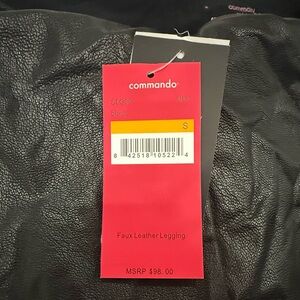 commando
S
8 42518 10522 4
Faux Leather Legging
MSRP $98.00